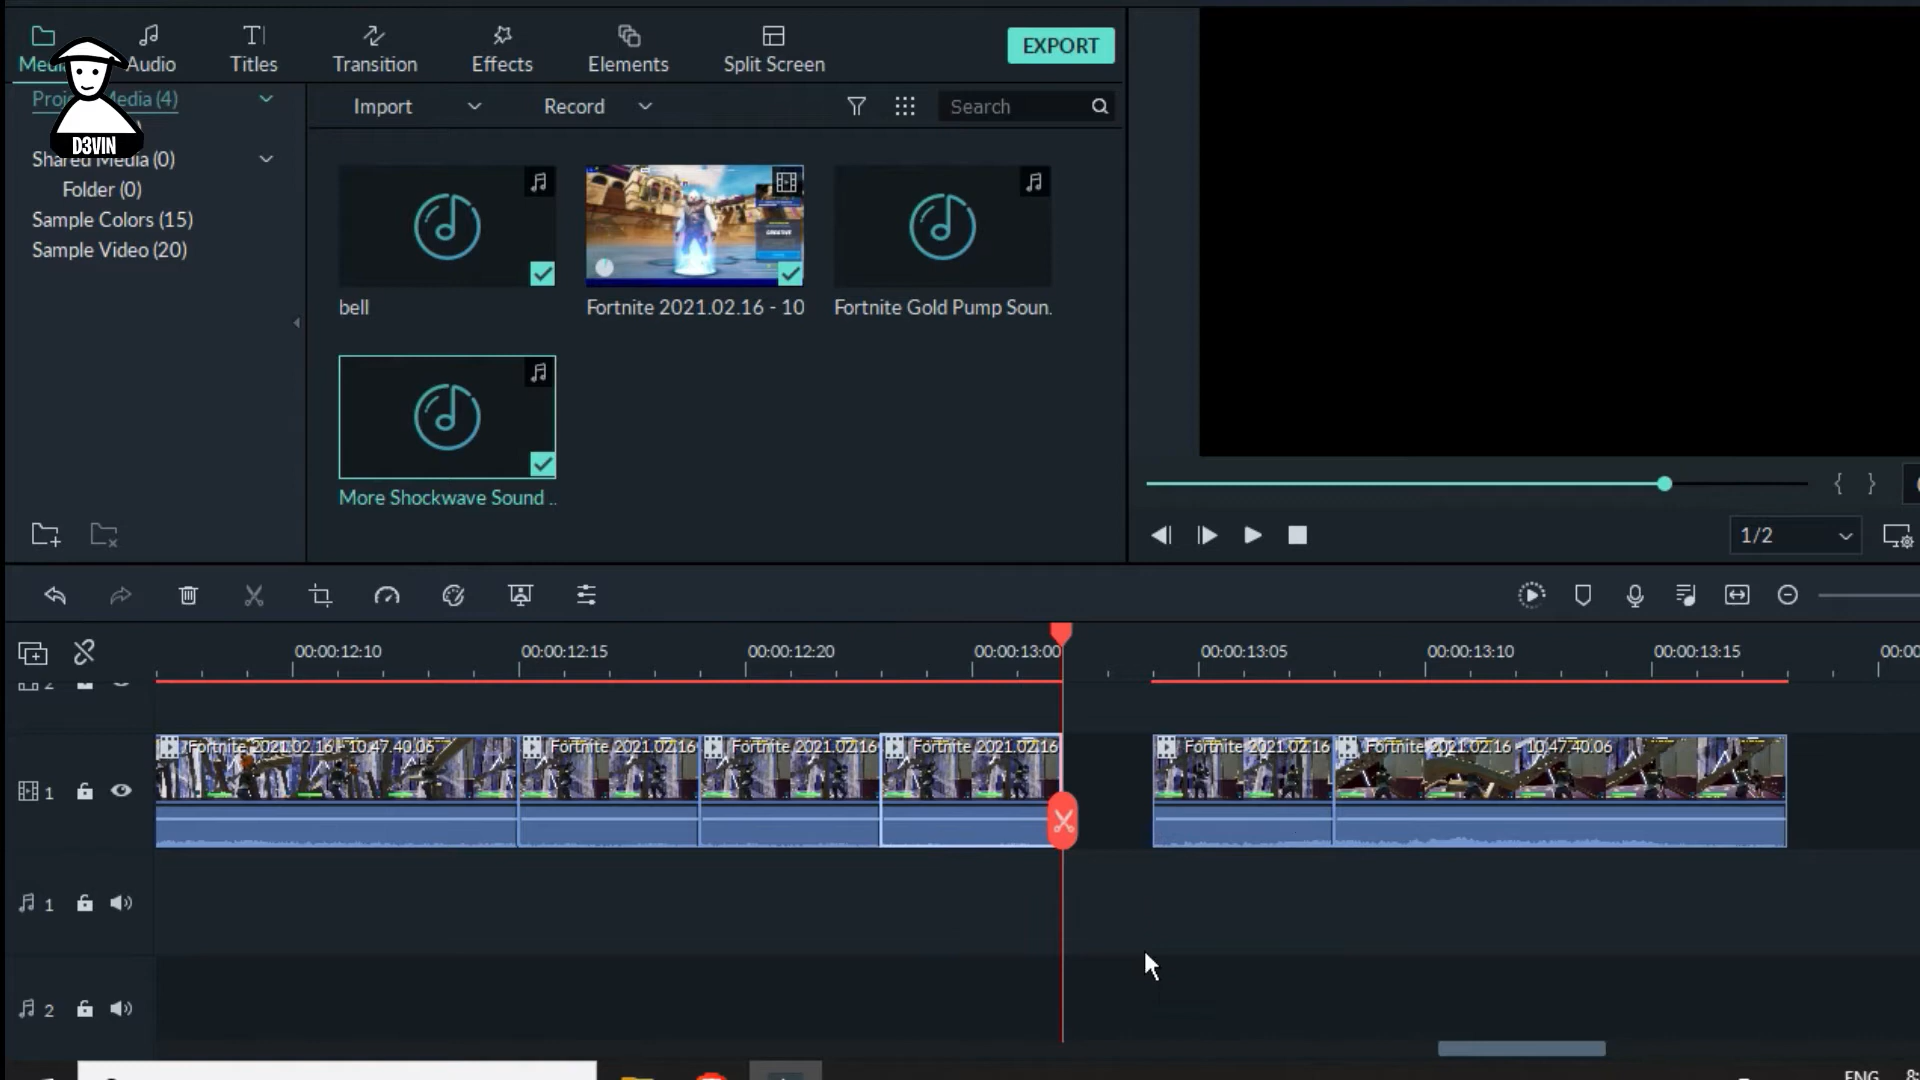 Audio
Titles
Transition
Effects
Elements
Split Screen
EXPORT
Media (4)
D3VIN
Shared Media (0)
Folder (0)
Sample Colors (15)
Sample Video (20)
Import
Record
Search
bell
Fortnite 2021.02.16 - 10
Fortnite Gold Pump Soun.
More Shockwave Sound ..
1/2
00:00:12:10
00:00:12:15
00:00:12:20
00:00:13:00
00:00:13:05
00:00:13:10
00:00:13:15
00:00
2
Fortnite 2021.02.16 - 10.47.40.06
Fortnite 2021.02.16
Fortnite 2021.02.16
Fortnite 2021.02.16
Fortnite 2021.02.16
Fortnite 2021.02.16 - 10.47.40.06
1
1
2
ENG